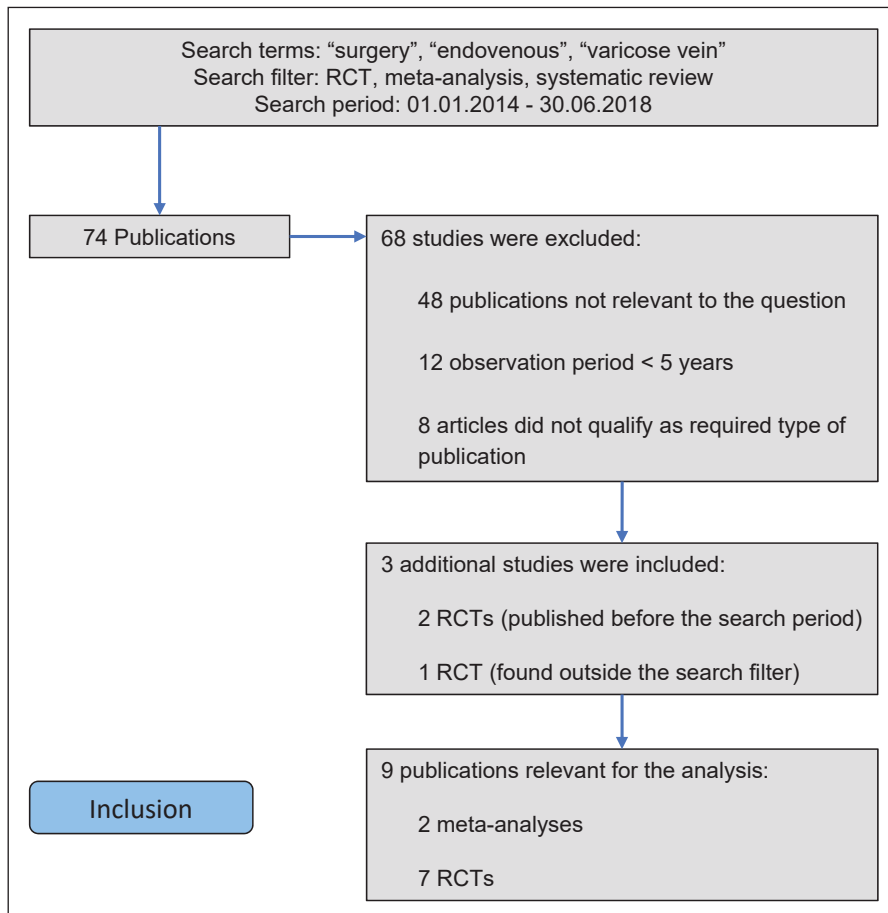 Search terms: “surgery”, “endovenous”, “varicose vein”
Search filter: RCT, meta-analysis, systematic review
Search period: 01.01.2014 - 30.06.2018
74 Publications
68 studies were excluded:
48 publications not relevant to the question
12 observation period < 5 years
8 articles did not qualify as required type of
publication
3 additional studies were included:
2 RCTs (published before the search period)
1 RCT (found outside the search filter)
9 publications relevant for the analysis:
2 meta-analyses
7 RCTs
Inclusion